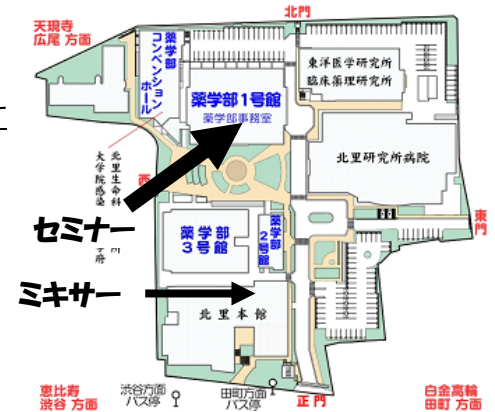 北門
天現寺
広尾 方面
薬学部
コンベンション
ホール
東洋医学研究所
臨床薬理研究所
薬学部1号館
薬学部事務室
北里研究所病院
北里生命科
大学院感染
西
東門
セミナー
薬学部
3号館
薬学部
2号館
ミキサー
北里本館
恵比寿
渋谷 方面
渋谷方面
バス停
田町方面
バス停
正門
白金高輪
田町 方面